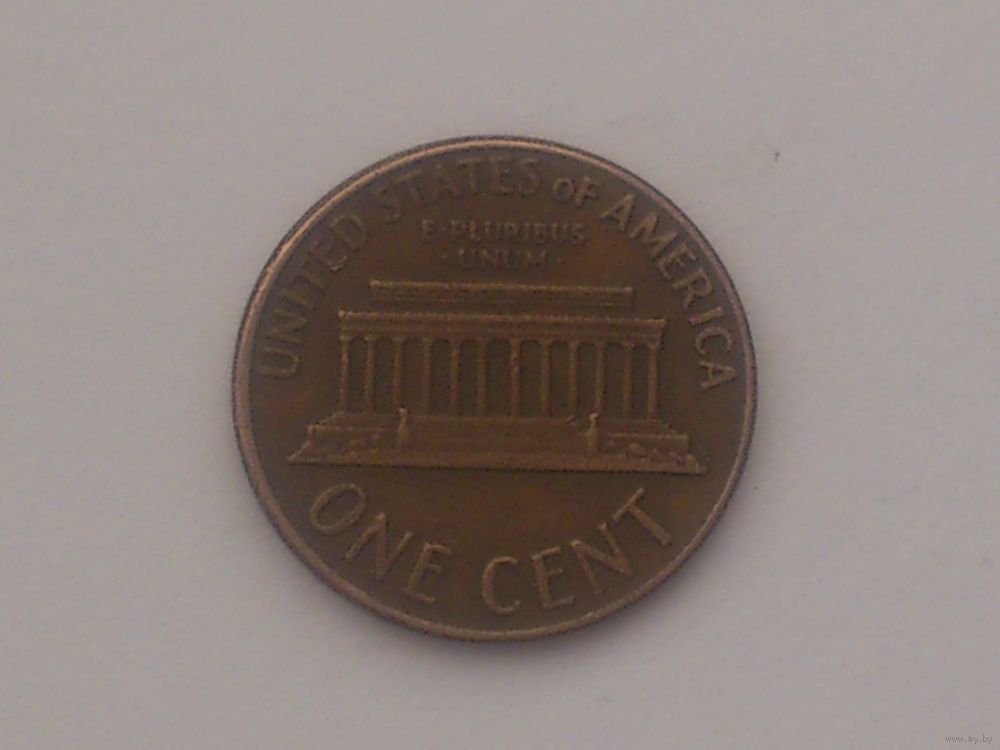 UNITED STATES OF AMERICA
E·PLURIBUS
·UNUM·
ONE CENT
www.ay.by